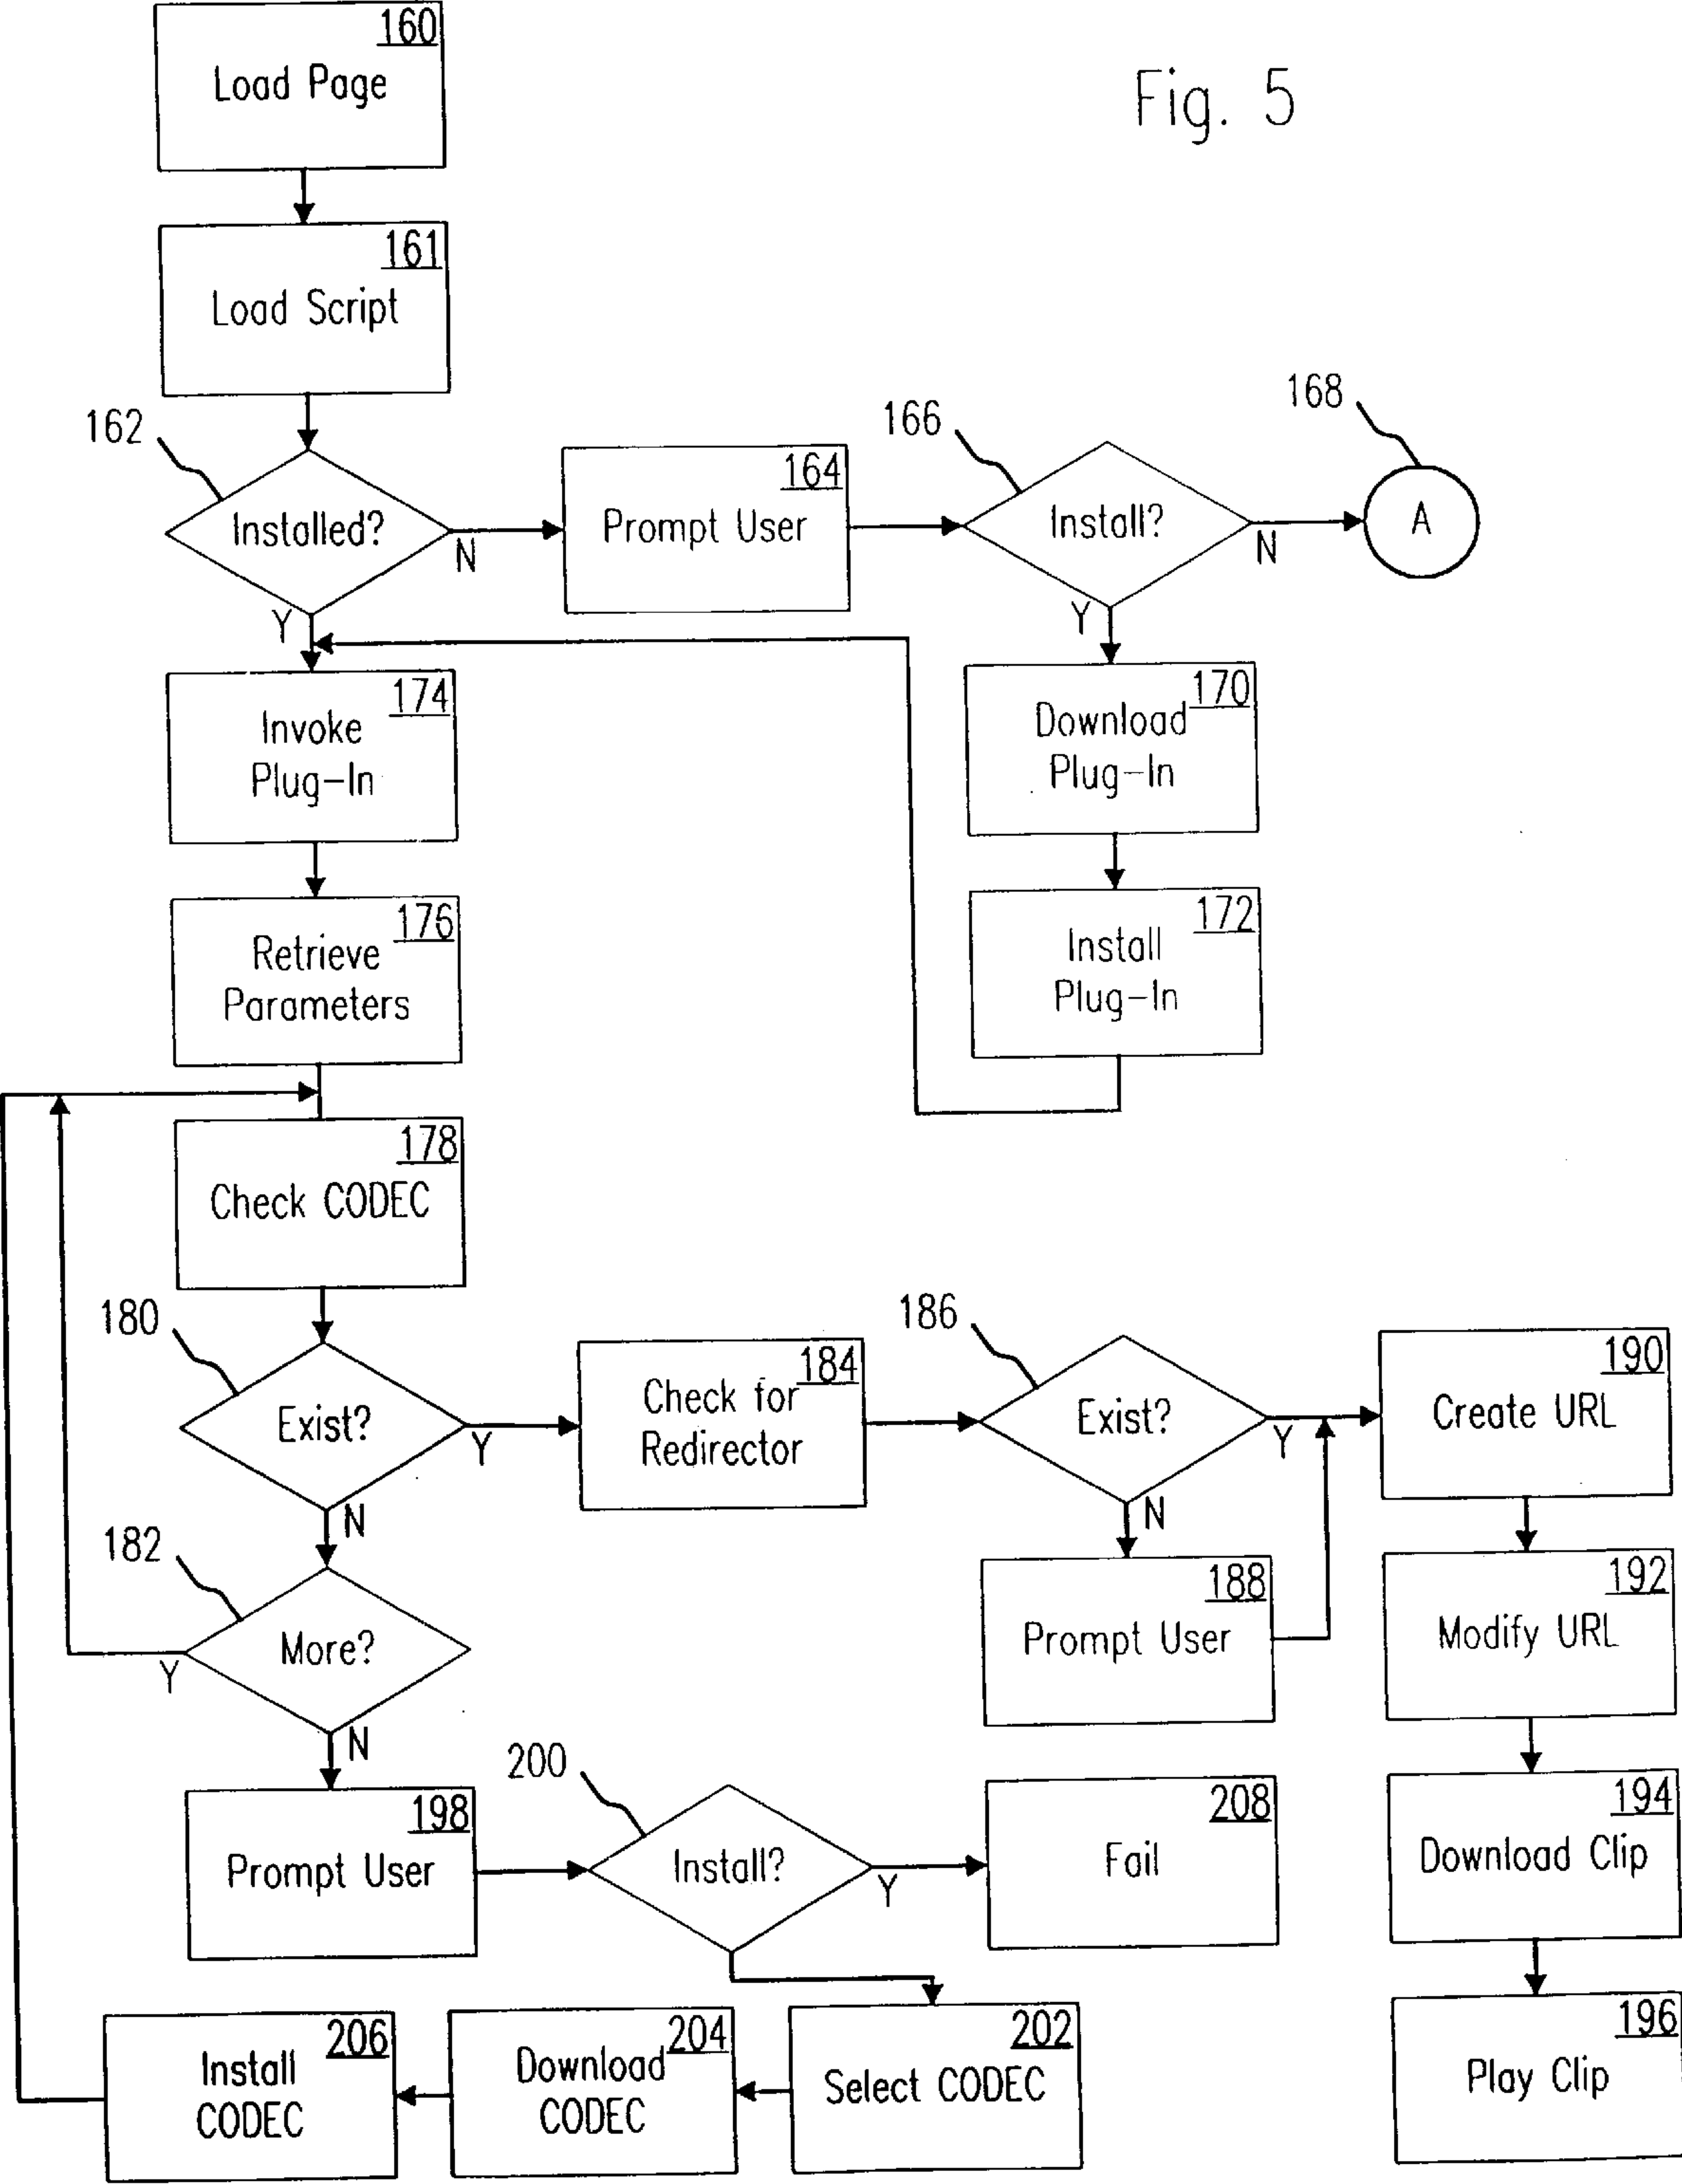 Fig. 5
160
Load Page
161
Load Script
162
Installed?
N
Y
164
Prompt User
166
Install?
N
Y
168
A
170
Download
Plug-In
172
Install
Plug-In
174
Invoke
Plug-In
176
Retrieve
Parameters
178
Check CODEC
180
Exist?
Y
N
184
Check for
Redirector
186
Exist?
Y
N
190
Create URL
182
More?
Y
N
188
Prompt User
192
Modify URL
198
Prompt User
200
Install?
Y
208
Fail
194
Download Clip
206
Install
CODEC
204
Download
CODEC
202
Select CODEC
196
Play Clip